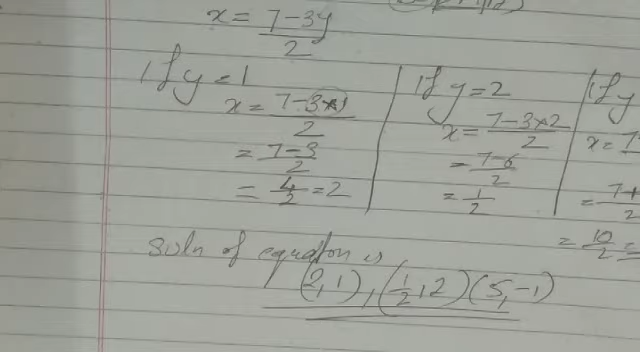 x = 7-3y/2
If y=1
x = 7-3×1/2
= 7-3/2
= 4/2 = 2
If y=2
x = 7-3×2/2
= 7-6/2
= 1/2
If y
x = 7
= 7+/2
= 10/2 =
soln of equation is
(2,1), (1/2,2) (5,-1)